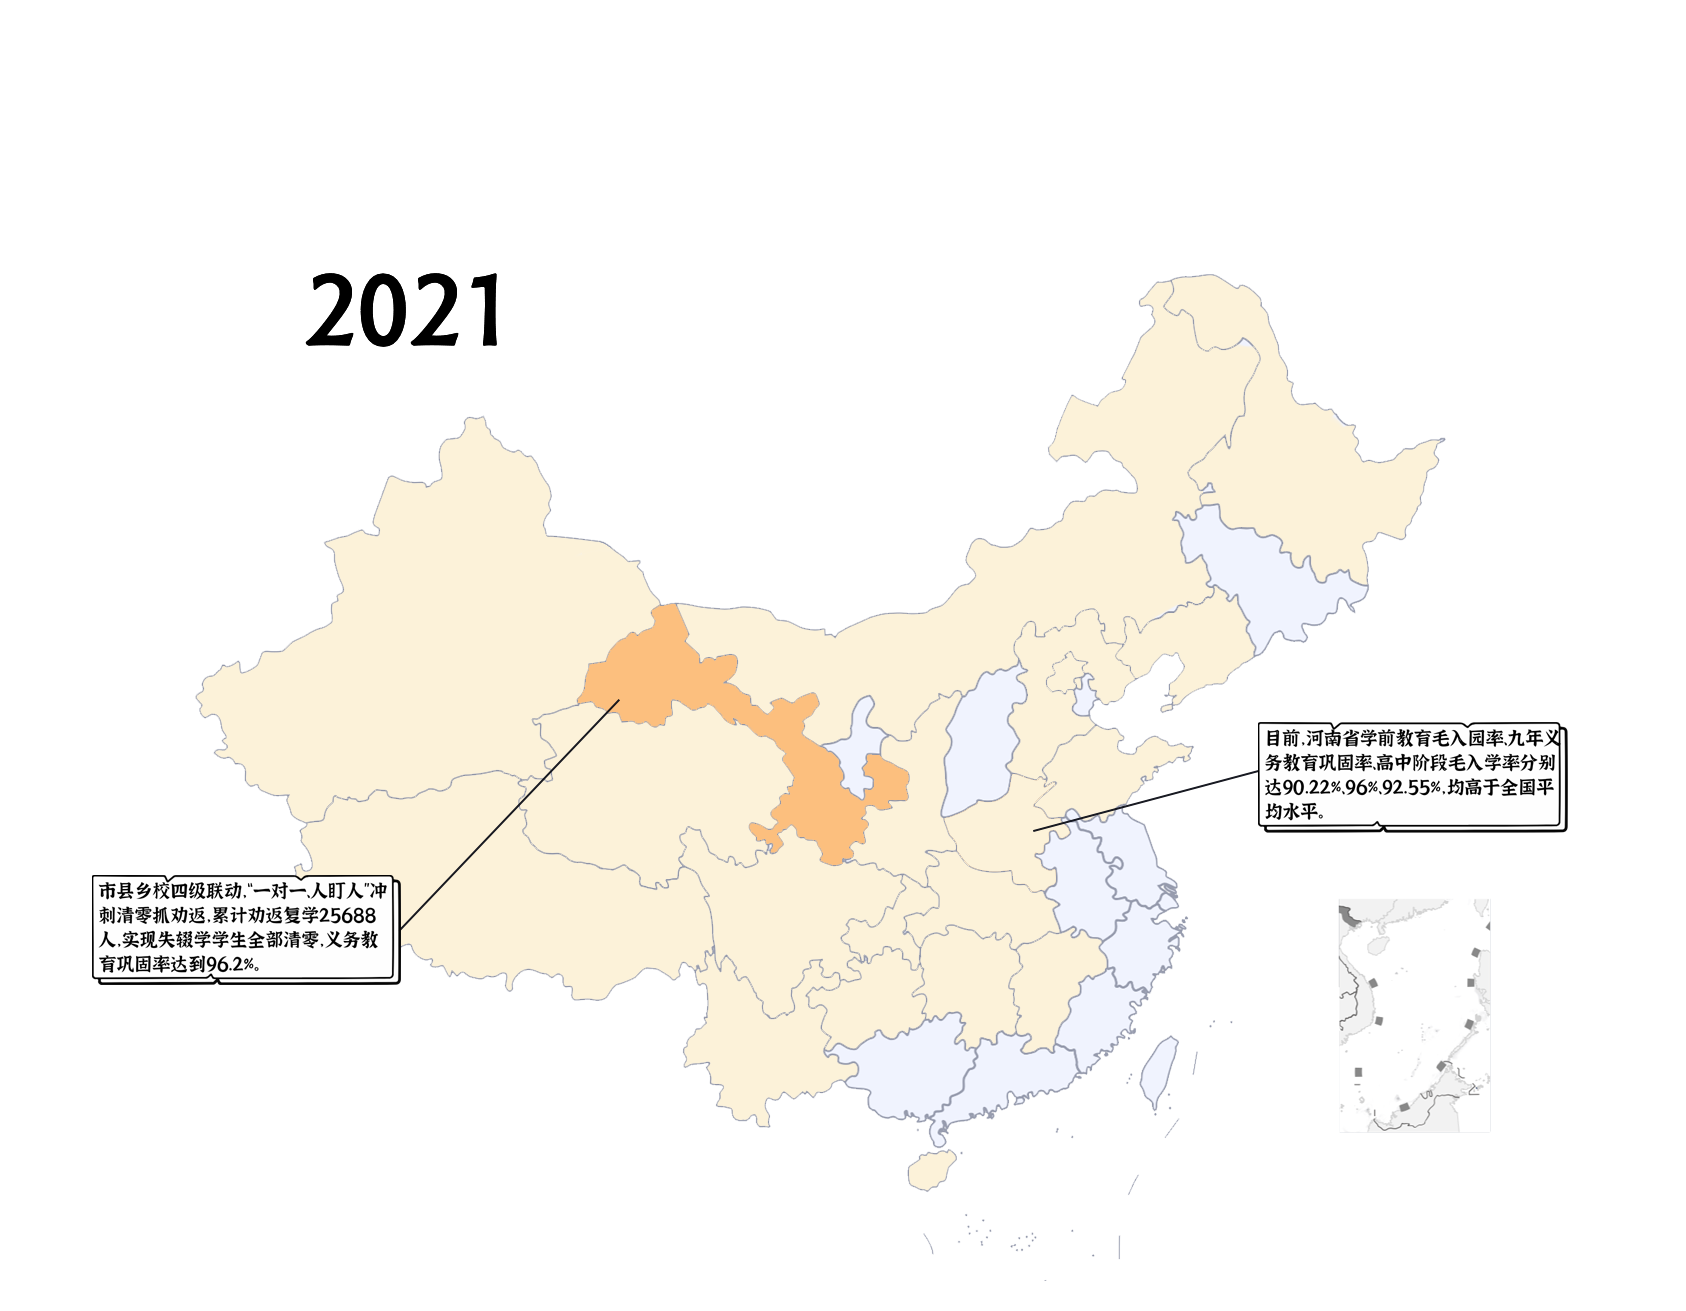 2021
目前,河南省学前教育毛入园率,九年义
务教育巩固率,高中阶段毛入学率分别
达90.22%,96%,92.55%,均高于全国平
均水平。
市县乡校四级联动,“一对一、人盯人”冲
刺清零抓劝返,累计劝返复学25688
人,实现失辍学学生全部清零,义务教
育巩固率达到96.2%。